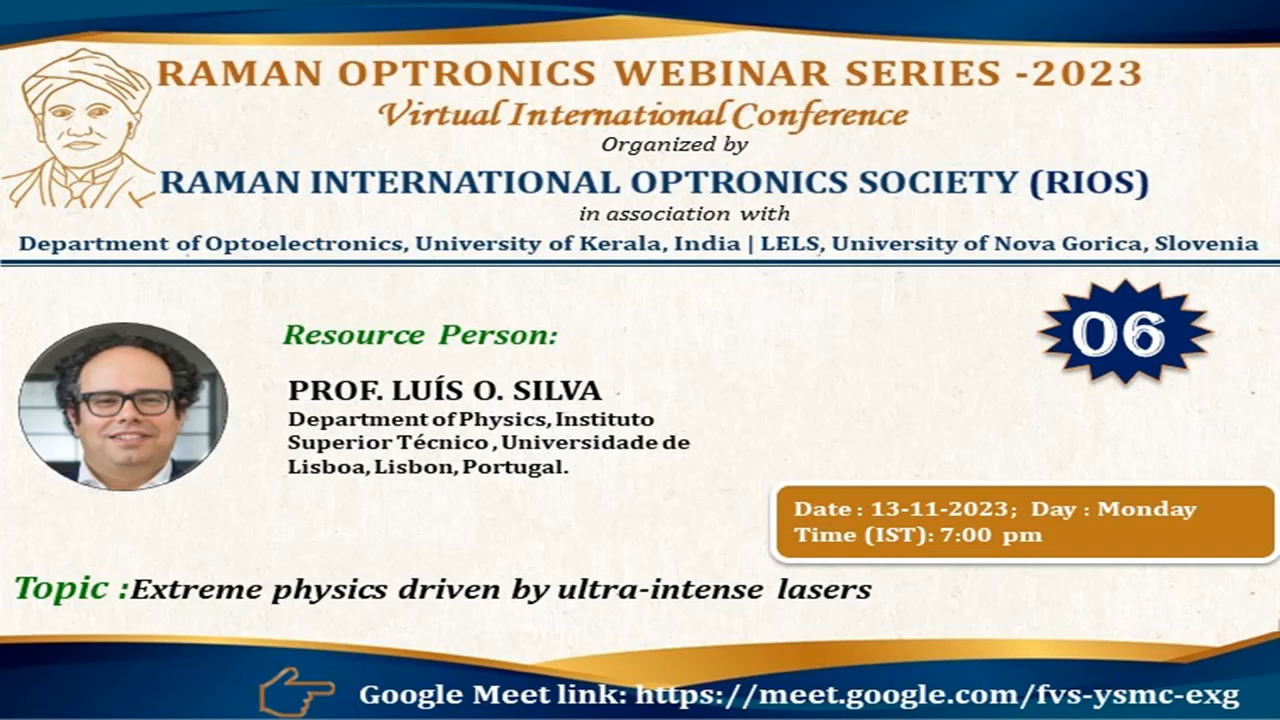 RAMAN OPTRONICS WEBINAR SERIES -2023
Virtual International Conference
Organized by
RAMAN INTERNATIONAL OPTRONICS SOCIETY (RIOS)
in association with
Department of Optoelectronics, University of Kerala, India | LELS, University of Nova Gorica, Slovenia
06
Resource Person:
PROF. LUÍS O. SILVA
Department of Physics, Instituto
Superior Técnico , Universidade de
Lisboa, Lisbon, Portugal.
Date : 13-11-2023; Day : Monday
Time (IST): 7:00 pm
Topic :Extreme physics driven by ultra-intense lasers
Google Meet link: https://meet.google.com/fvs-ysmc-exg